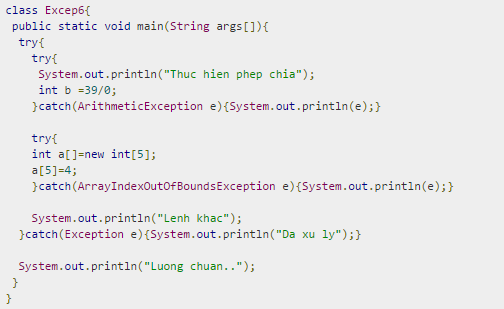 class Excep6{
public static void main(String args[]){
try{
try{
System.out.println("Thuc hien phep chia");
int b =39/0;
}catch(ArithmeticException e){System.out.println(e);}
try{
int a[]=new int[5];
a[5]=4;
}catch(ArrayIndexOutOfBoundsException e){System.out.println(e);}
System.out.println("Lenh khac");
}catch(Exception e){System.out.println("Da xu ly");}
System.out.println("Luong chuan..");
}
}